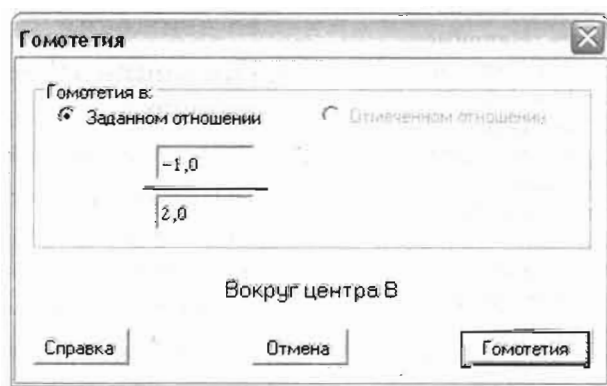 Гомотетия
Гомотетия в:
Заданном отношении
Отмеченном отношении
-1,0
2,0
Вокруг центра B
Справка
Отмена
Гомотетия